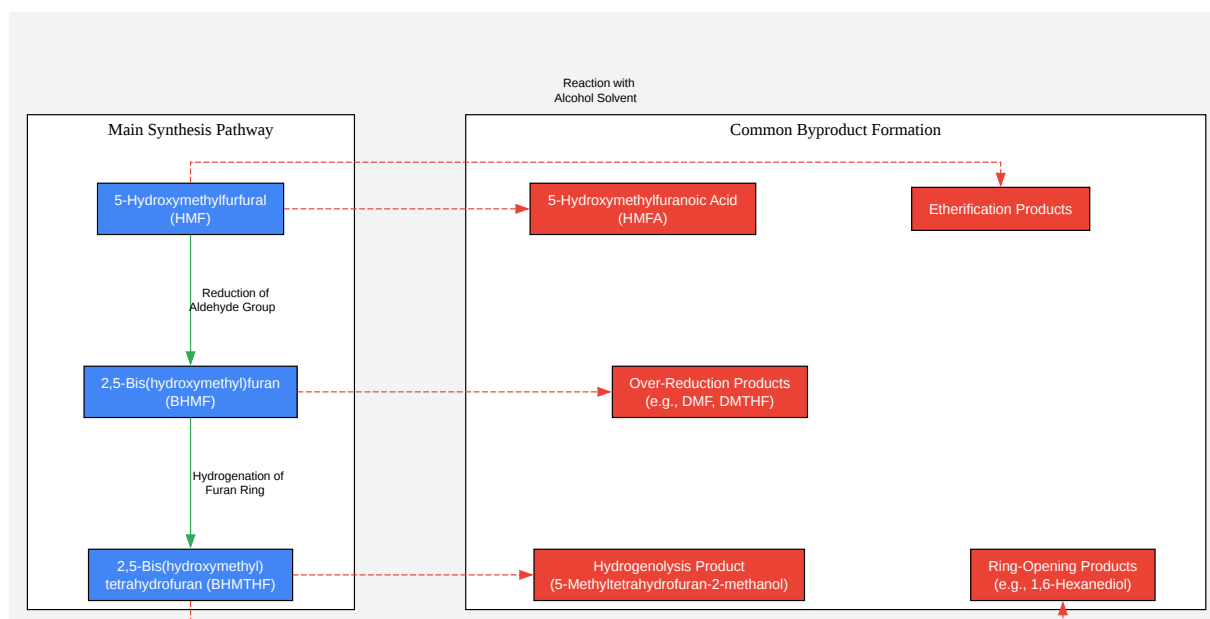 Reaction with
Alcohol Solvent
Main Synthesis Pathway
Common Byproduct Formation
5-Hydroxymethylfurfural
(HMF)
5-Hydroxymethylfuranoic Acid
(HMFA)
Etherification Products
Reduction of
Aldehyde Group
2,5-Bis(hydroxymethyl)furan
(BHMF)
Over-Reduction Products
(e.g., DMF, DMTHF)
Hydrogenation of
Furan Ring
2,5-Bis(hydroxymethyl)
tetrahydrofuran (BHMTHF)
Hydrogenolysis Product
(5-Methyltetrahydrofuran-2-methanol)
Ring-Opening Products
(e.g., 1,6-Hexanediol)